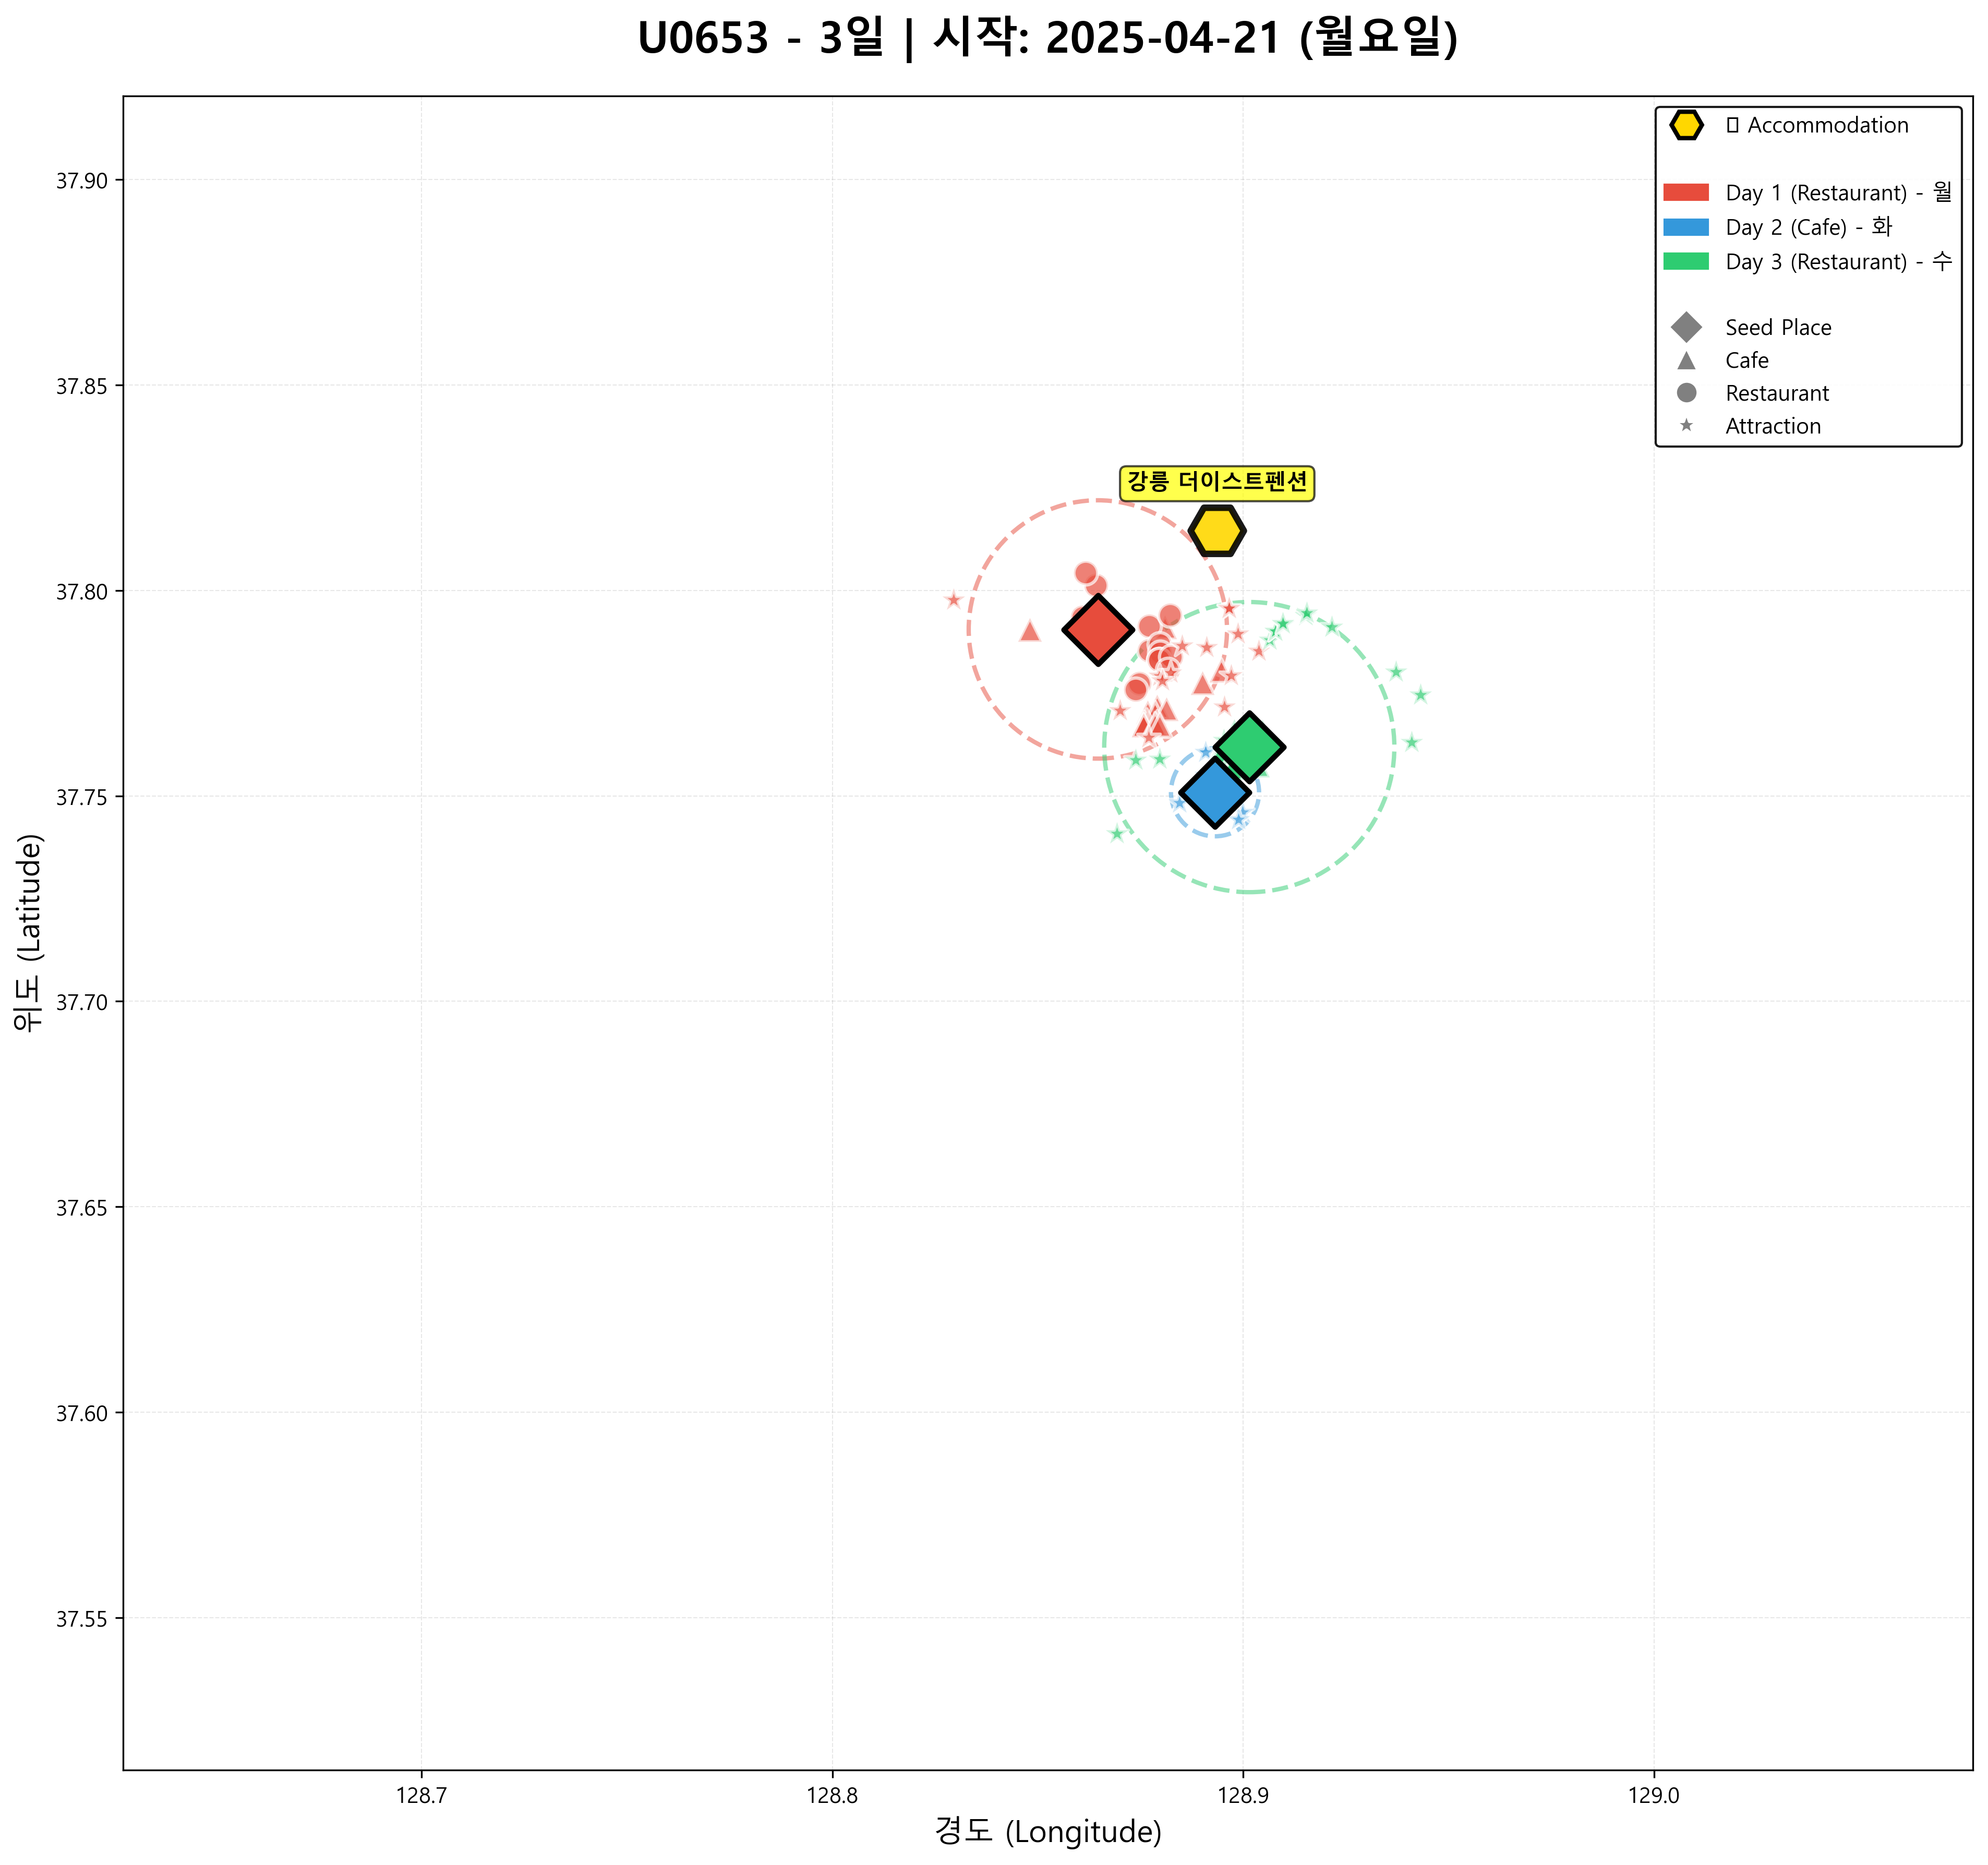 U0653 - 3일 | 시작: 2025-04-21 (월요일)
Accommodation
Day 1 (Restaurant) - 월
Day 2 (Cafe) - 화
Day 3 (Restaurant) - 수
Seed Place
Cafe
Restaurant
Attraction
강릉 더이스트펜션
37.90
37.85
37.80
37.75
37.70
37.65
37.60
37.55
위도 (Latitude)
128.7
128.8
128.9
129.0
경도 (Longitude)